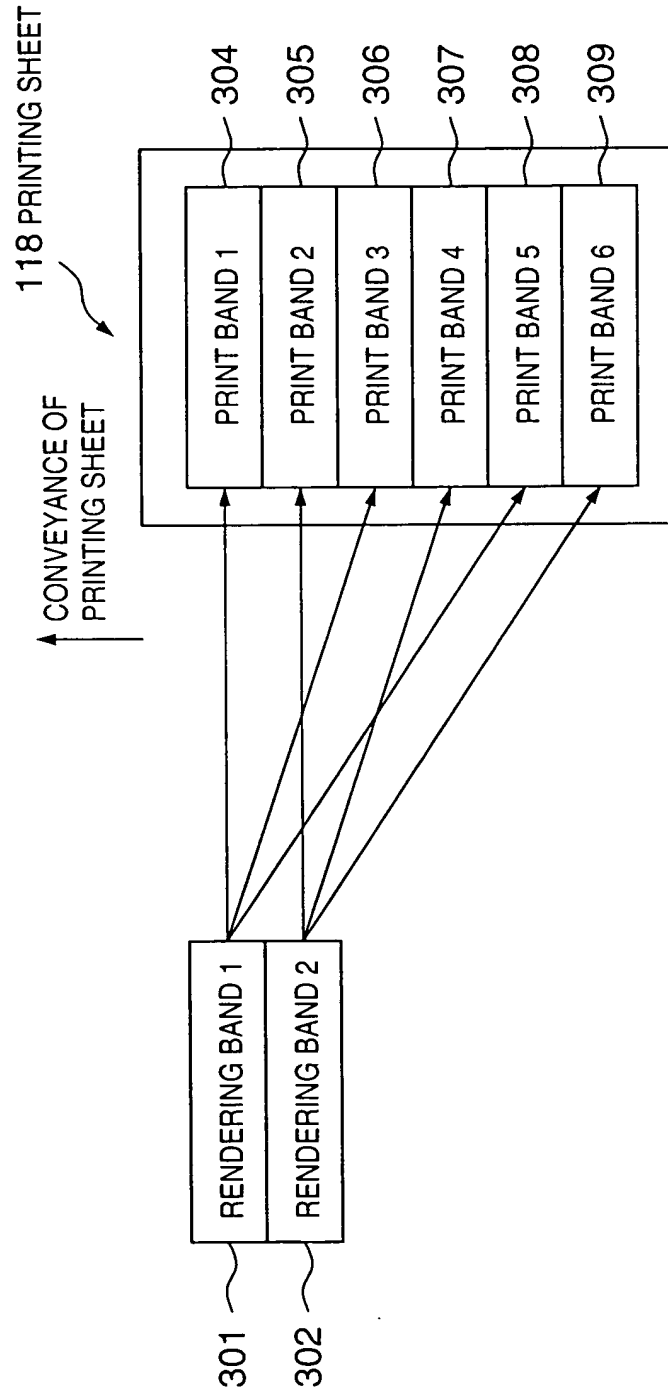 118 PRINTING SHEET
CONVEYANCE OF
PRINTING SHEET
RENDERING BAND 1
RENDERING BAND 2
301
302
PRINT BAND 1
PRINT BAND 2
PRINT BAND 3
PRINT BAND 4
PRINT BAND 5
PRINT BAND 6
304
305
306
307
308
309